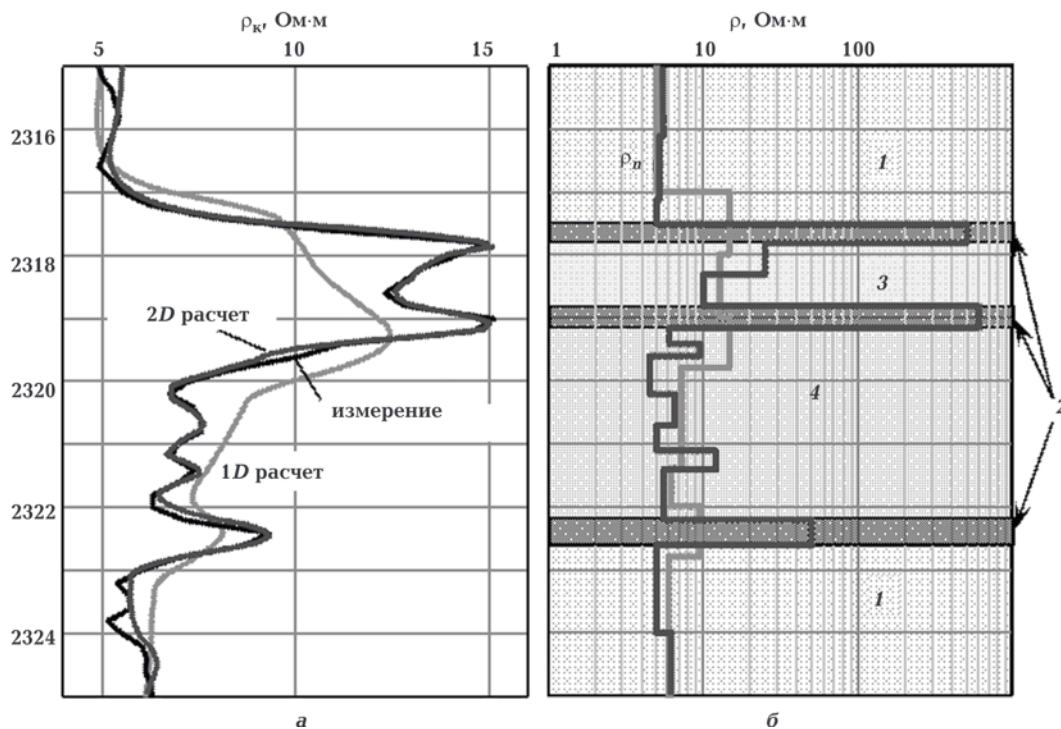 ρк, Ом·м
5 10 15
2316
2318
2320
2322
2324
2D расчет
измерение
1D расчет
а
ρ, Ом·м
1 10 100
ρп
1
3
2
4
1
б